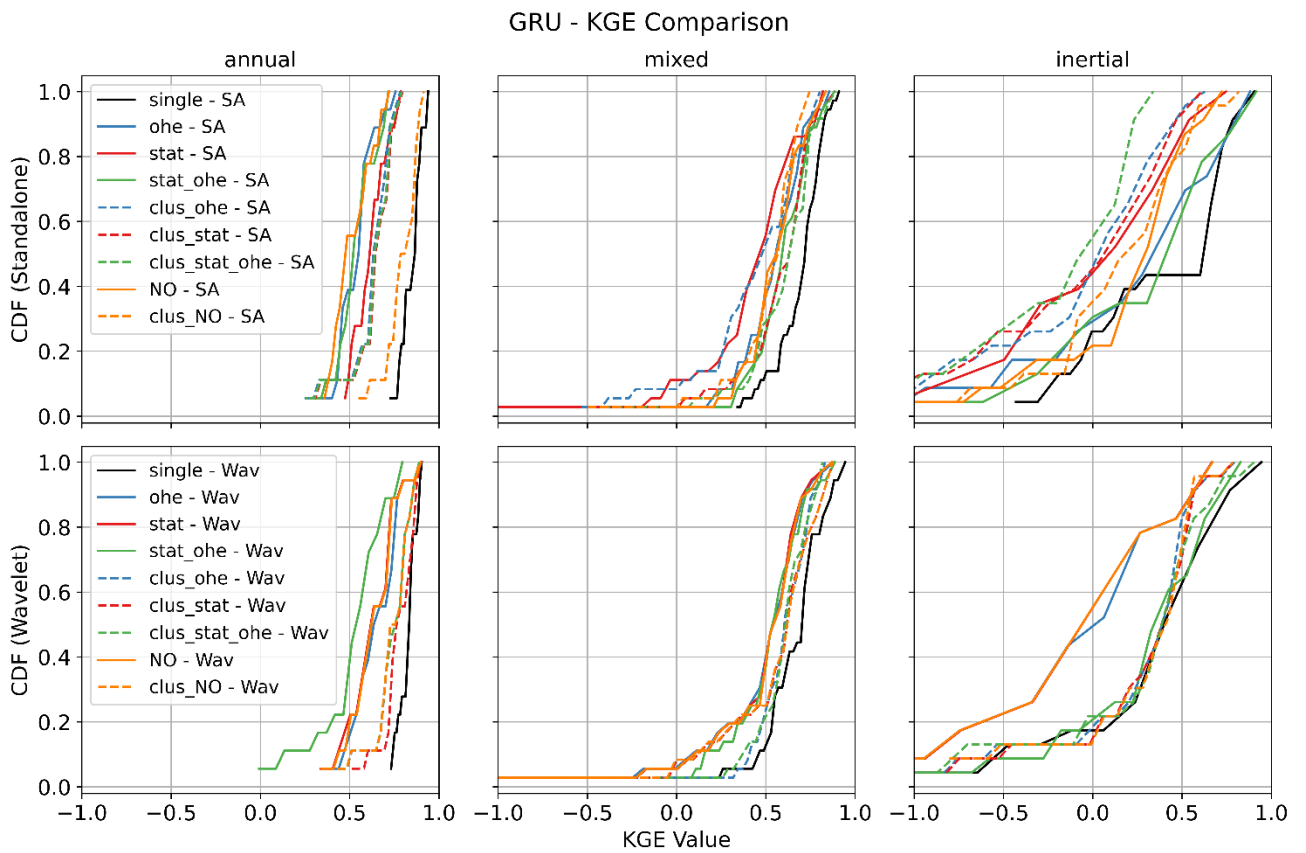 GRU - KGE Comparison
annual
mixed
inertial
CDF (Standalone)
1.0
0.8
0.6
0.4
0.2
0.0
single - SA
ohe - SA
stat - SA
stat_ohe - SA
clus_ohe - SA
clus_stat - SA
clus_stat_ohe - SA
NO - SA
clus_NO - SA
CDF (Wavelet)
1.0
0.8
0.6
0.4
0.2
0.0
single - Wav
ohe - Wav
stat - Wav
stat_ohe - Wav
clus_ohe - Wav
clus_stat - Wav
clus_stat_ohe - Wav
NO - Wav
clus_NO - Wav
−1.0 −0.5 0.0 0.5 1.0
−1.0 −0.5 0.0 0.5 1.0
−1.0 −0.5 0.0 0.5 1.0
KGE Value